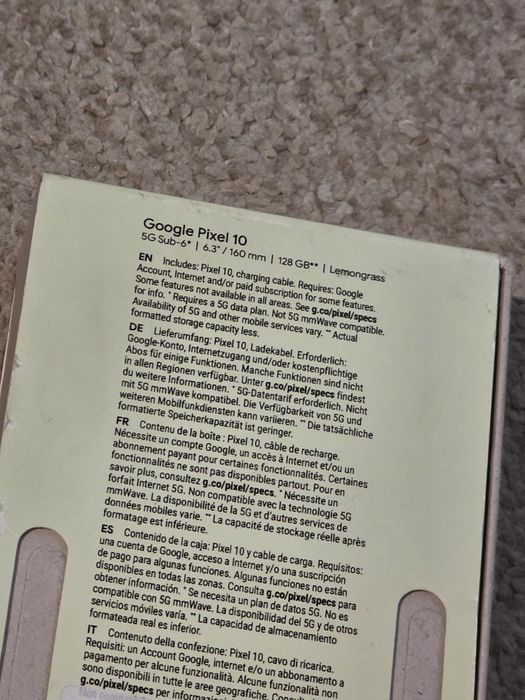 Google Pixel 10
5G Sub-6* | 6.3" / 160 mm | 128 GB** | Lemongrass
EN Includes: Pixel 10, charging cable. Requires: Google
Account, Internet and/or paid subscription for some features.
Some features not available in all areas. See g.co/pixel/specs
for info. * Requires a 5G data plan. Not 5G mmWave compatible.
Availability of 5G and other mobile services vary. ** Actual
formatted storage capacity less.
DE Lieferumfang: Pixel 10, Ladekabel. Erforderlich:
Google-Konto, Internetzugang und/oder kostenpflichtige
Abos für einige Funktionen. Manche Funktionen sind nicht
in allen Regionen verfügbar. Unter g.co/pixel/specs findest
du weitere Informationen. * 5G-Datentarif erforderlich. Nicht
mit 5G mmWave kompatibel. Die Verfügbarkeit von 5G und
weiteren Mobilfunkdiensten kann variieren. ** Die tatsächliche
formatierte Speicherkapazität ist geringer.
FR Contenu de la boîte : Pixel 10, câble de recharge.
Nécessite un compte Google, un accès à Internet et/ou un
abonnement payant pour certaines fonctionnalités. Certaines
fonctionnalités ne sont pas disponibles partout. Pour en
savoir plus, consultez g.co/pixel/specs. * Nécessite un
forfait Internet 5G. Non compatible avec la technologie 5G
mmWave. La disponibilité de la 5G et d'autres services de
données mobiles varie. ** La capacité de stockage réelle après
formatage est inférieure.
ES Contenido de la caja: Pixel 10 y cable de carga. Requisitos:
una cuenta de Google, acceso a Internet y/o una suscripción
de pago para algunas funciones. Algunas funciones no están
disponibles en todas las zonas. Consulta g.co/pixel/specs para
obtener información. * Se necesita un plan de datos 5G. No es
compatible con 5G mmWave. La disponibilidad del 5G y de otros
servicios móviles varía. ** La capacidad de almacenamiento
formateada real es inferior.
IT Contenuto della confezione: Pixel 10, cavo di ricarica.
Requisiti: un Account Google, internet e/o un abbonamento a
pagamento per alcune funzionalità. Alcune funzionalità non
sono disponibili in tutte le aree geografiche. Consulta
g.co/pixel/specs per informazioni